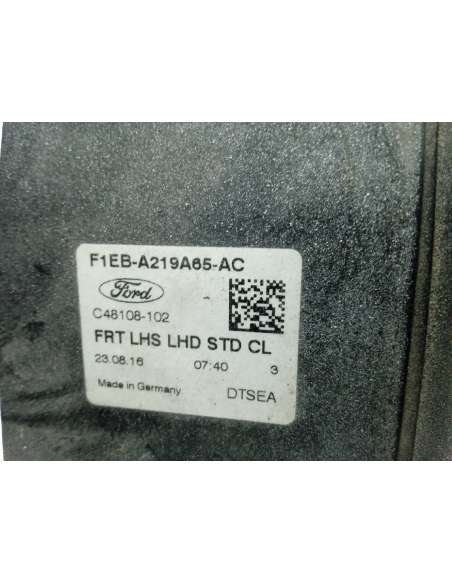 F1EB-A219A65-AC
Ford
C48108-102
FRT LHS LHD STD CL
23.08.16 07:40 3
Made in Germany DTSEA